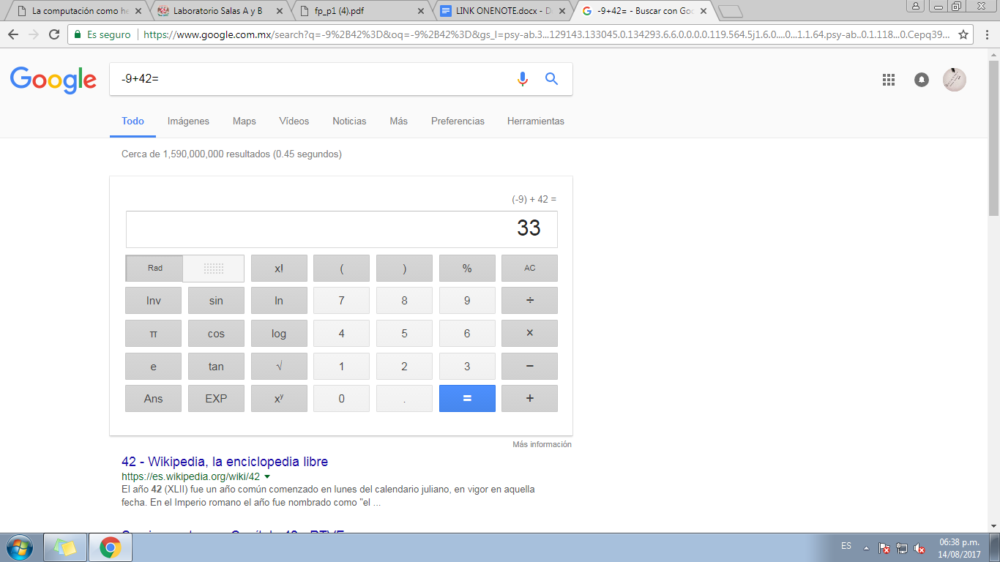 La computación como he
Laboratorio Salas A y B
fp_p1 (4).pdf
LINK ONENOTE.docx - D
-9+42= - Buscar con Goo
Es seguro
https://www.google.com.mx/search?q=-9%2B42%3D&oq=-9%2B42%3D&gs_l=psy-ab.3...129143.133045.0.134293.6.6.0.0.0.0.119.564.5j1.6.0....0...1.1.64.psy-ab..0.1.118...0.Cepq39...
Google
-9+42=
Todo Imágenes Maps Vídeos Noticias Más Preferencias Herramientas
Cerca de 1,590,000,000 resultados (0.45 segundos)
(-9) + 42 =
33
Rad x! ( ) % AC
Inv sin ln 7 8 9 ÷
π cos log 4 5 6 ×
e tan √ 1 2 3 −
Ans EXP xʸ 0 . = +
Más información
42 - Wikipedia, la enciclopedia libre
https://es.wikipedia.org/wiki/42
El año 42 (XLII) fue un año común comenzado en lunes del calendario juliano, en vigor en aquella
fecha. En el Imperio romano el año fue nombrado como "el ...
ES
06:38 p.m.
14/08/2017